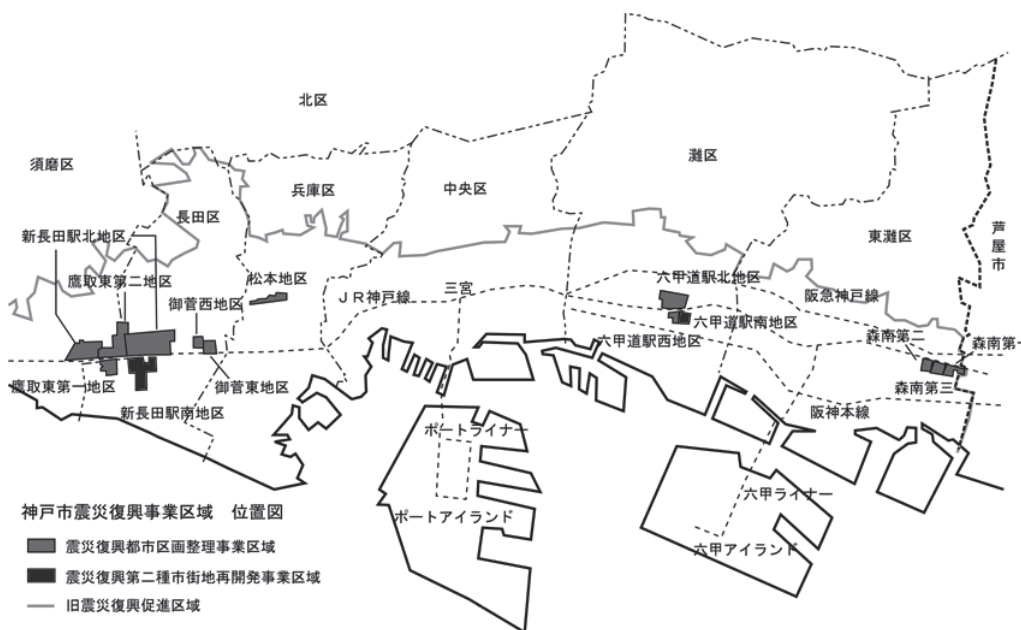 北区
須磨区
灘区
兵庫区
中央区
長田区
東灘区
芦屋市
新長田駅北地区
鷹取東第二地区
松本地区
御菅西地区
JR神戸線
三宮
六甲道駅北地区
阪急神戸線
六甲道駅南地区
六甲道駅西地区
森南第二
森南第一
森南第三
鷹取東第一地区
御菅東地区
新長田駅南地区
阪神本線
ポートライナー
ポートアイランド
六甲ライナー
六甲アイランド
神戸市震災復興事業区域 位置図
震災復興都市区画整理事業区域
震災復興第二種市街地再開発事業区域
旧震災復興促進区域